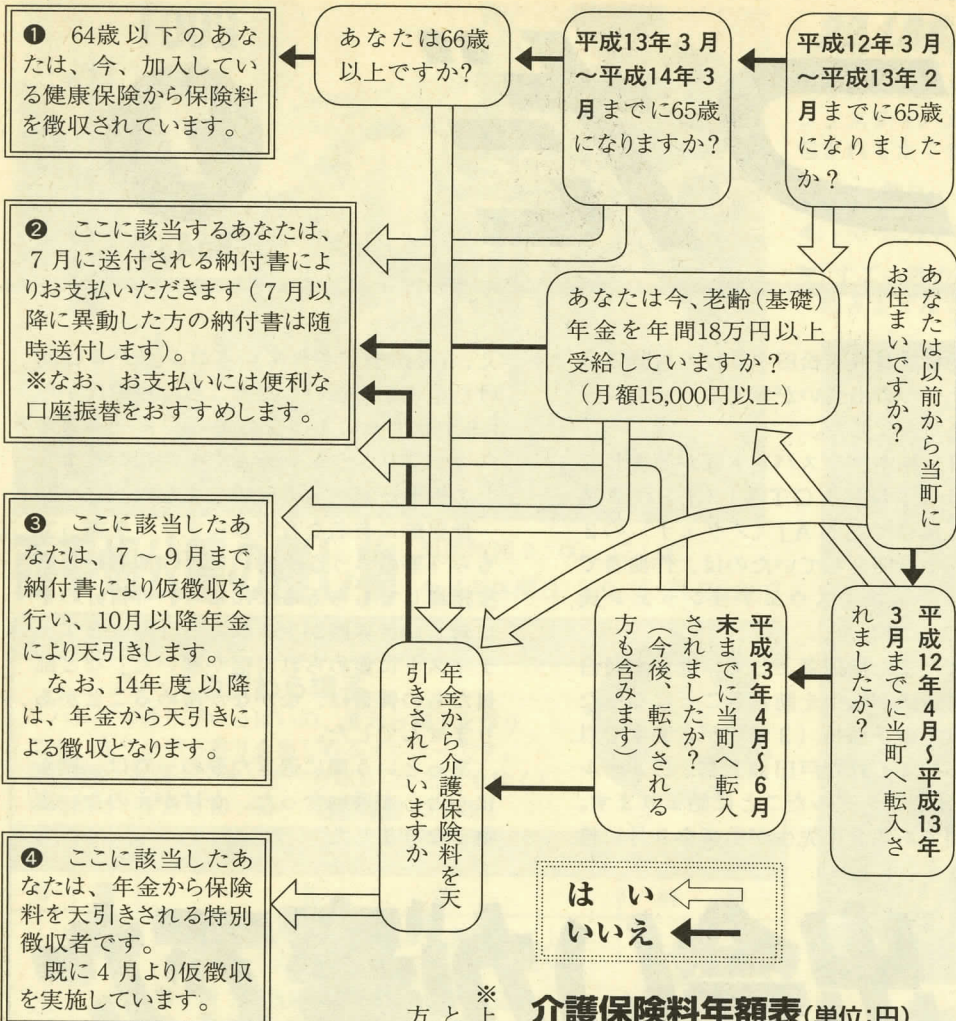 ❶　64歳以下のあな
たは、今、加入してい
る健康保険から保険料
を徴収されています。
あなたは66歳
以上ですか?
平成13年３月
～平成14年３
月までに65歳
になりますか?
平成12年３月
～平成13年２
月までに65歳
になりました
か?
❷　ここに該当するあなたは、
７月に送付される納付書によ
りお支払いただきます（７月以
降に異動した方の納付書は随
時送付します）。
※なお、お支払いには便利な
口座振替をおすすめします。
あなたは今、老齢（基礎）
年金を年間18万円以上
受給していますか?
（月額15,000円以上）
あなたは以前から当町に
お住まいですか?
❸　ここに該当したあ
なたは、７～９月まで
納付書により仮徴収を
行い、10月以降年金
により天引きします。
なお、14年度以降
は、年金から天引きに
よる徴収となります。
平成12年４月～平成13年
３月までに当町へ転入さ
れましたか?
平成13年４月～６月
末までに当町へ転入
されましたか?
（今後、転入される
方も含みます）
年金から介護保険料を天
引きされていますか
❹　ここに該当したあ
なたは、年金から保険
料を天引きされる特別
徴収者です。
既に４月より仮徴収
を実施しています。
は　い
いいえ
※上
と
方
介護保険料年額表(単位:円)